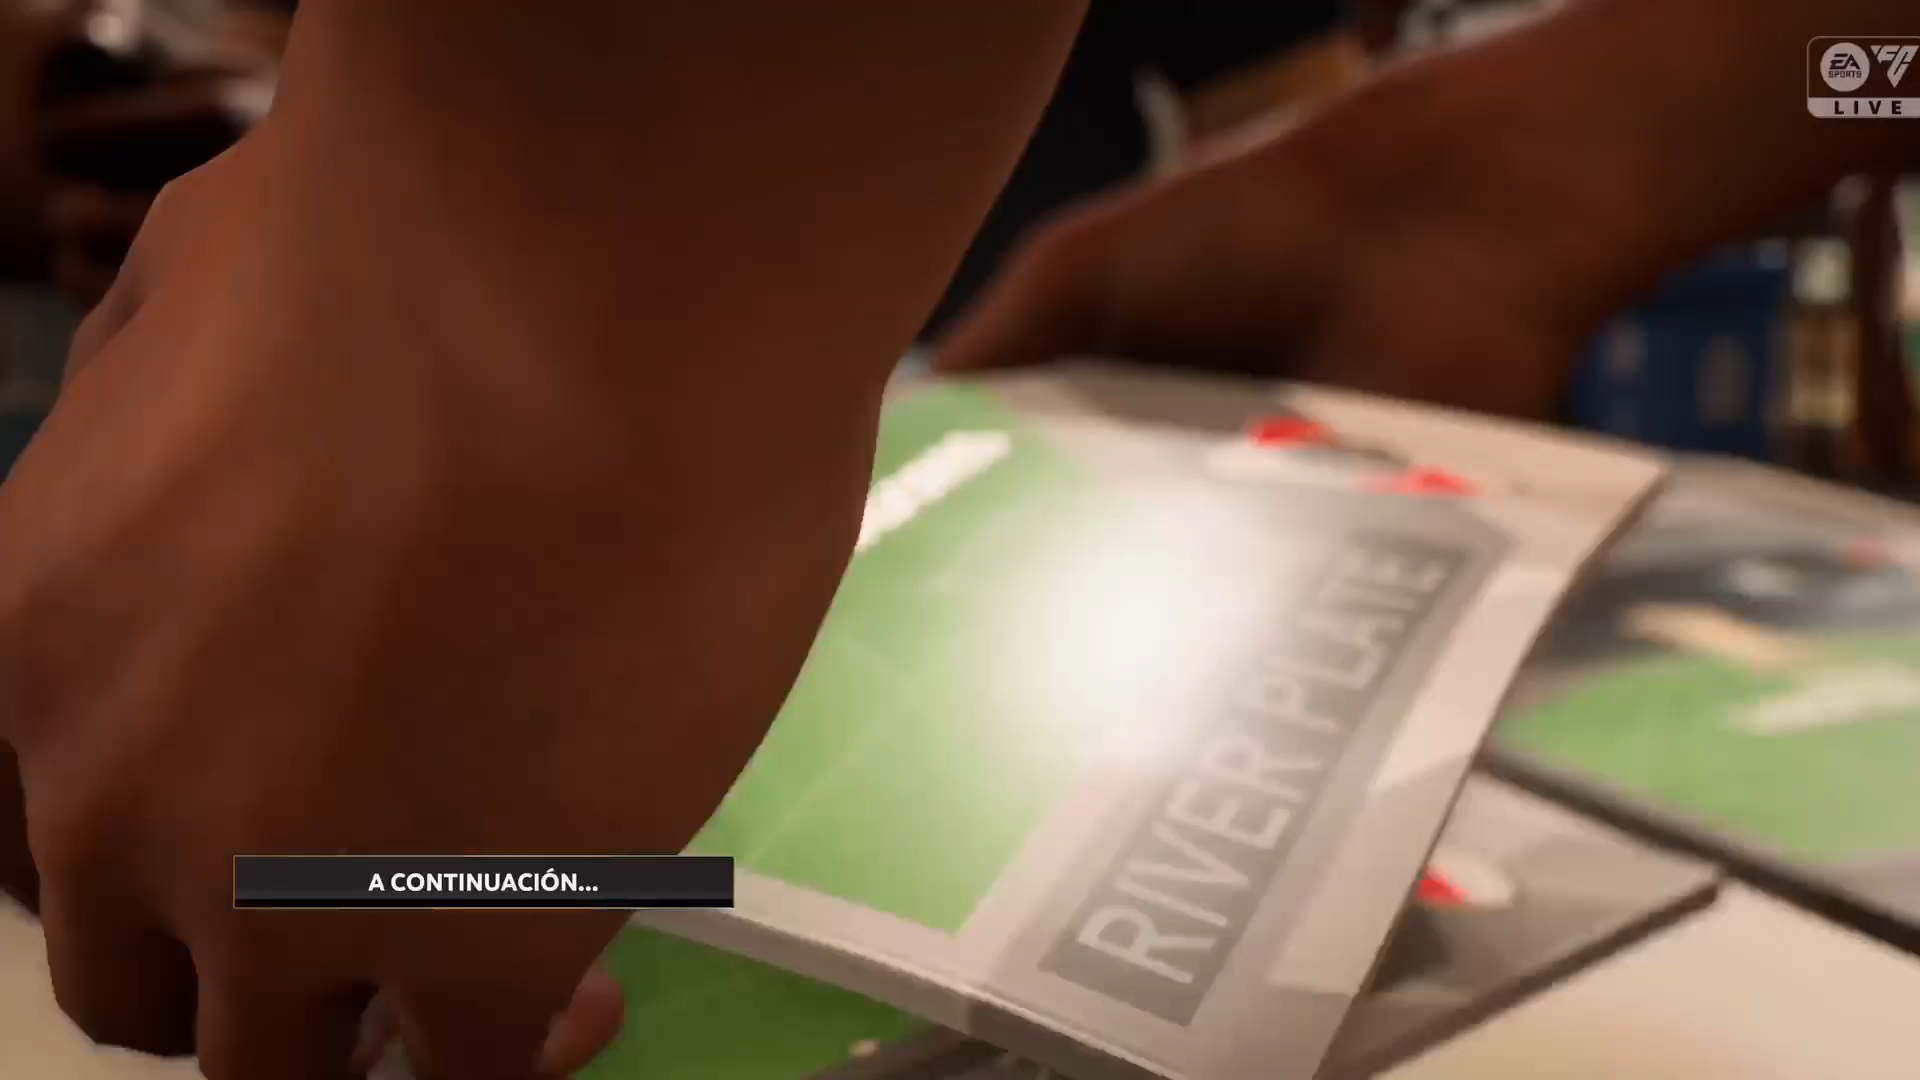 EA
SPORTS
FC
LIVE
RIVER PLATE
A CONTINUACIÓN...